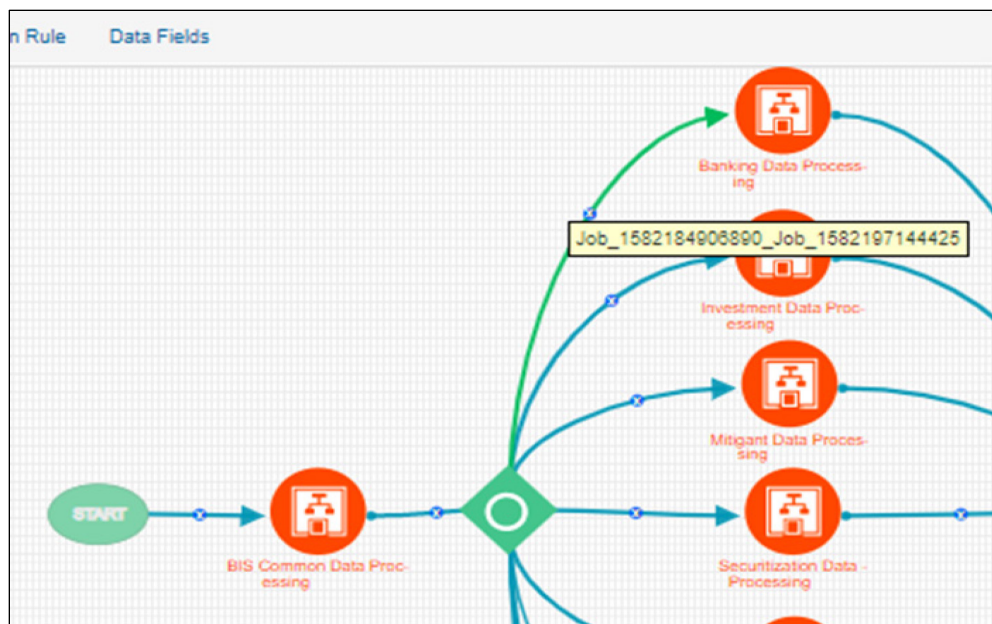 n Rule Data Fields
Banking Data Process-
ing
Job_1582184906890_Job_1582197144425
Investment Data Proc-
essing
Mitigant Data Proces-
sing
START
BIS Common Data Proc-
essing
Securitization Data -
Processing